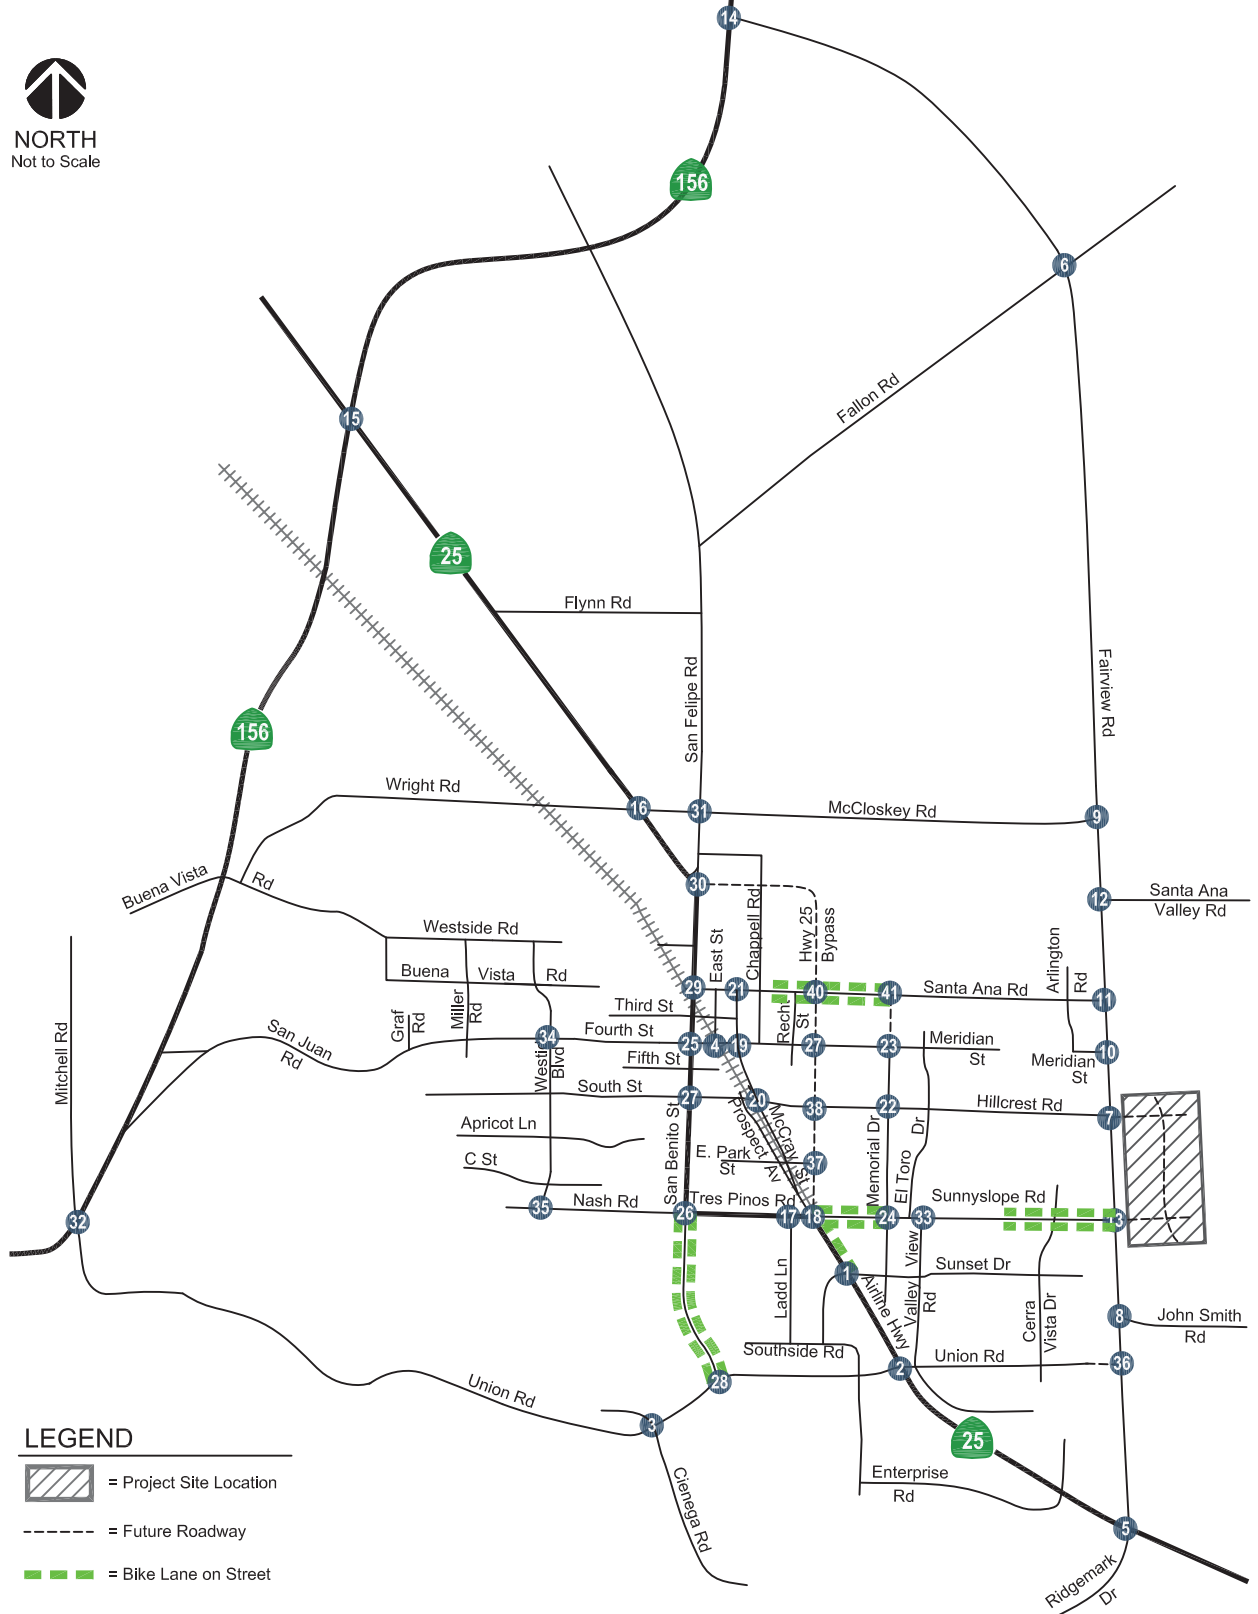 14
NORTH
Not to Scale
156
6
Fallon Rd
15
25
Flynn Rd
San Felipe Rd
Fairview Rd
156
Wright Rd
16
31
McCloskey Rd
9
Buena Vista
Rd
30
Chappell Rd
Hwy 25
Bypass
12
Santa Ana
Valley Rd
Westside Rd
East St
Arlington
Rd
Buena
Vista
Rd
29
21
40
41
Santa Ana Rd
11
Miller
Rd
Graf
Rd
Third St
Recht
St
Mitchell Rd
San Juan
Rd
34
Fourth St
25
4
19
27
23
Meridian
St
10
Meridian
St
Westl
Blvd
Fifth St
South St
27
20
38
22
Hillcrest Rd
7
Apricot Ln
San Benito St
Prospect Av
McCray St
Memorial Dr
El Toro
Dr
C St
E. Park
St
37
32
35
Nash Rd
26
Tres Pinos Rd
17
18
24
33
Sunnyslope Rd
13
Ladd Ln
1
Airline Hwy
Valley View
Rd
Sunset Dr
Cerra
Vista Dr
8
John Smith
Rd
Southside Rd
28
2
Union Rd
36
Union Rd
3
25
Cienega Rd
Enterprise
Rd
5
Ridgemark
Dr
LEGEND
= Project Site Location
= Future Roadway
= Bike Lane on Street